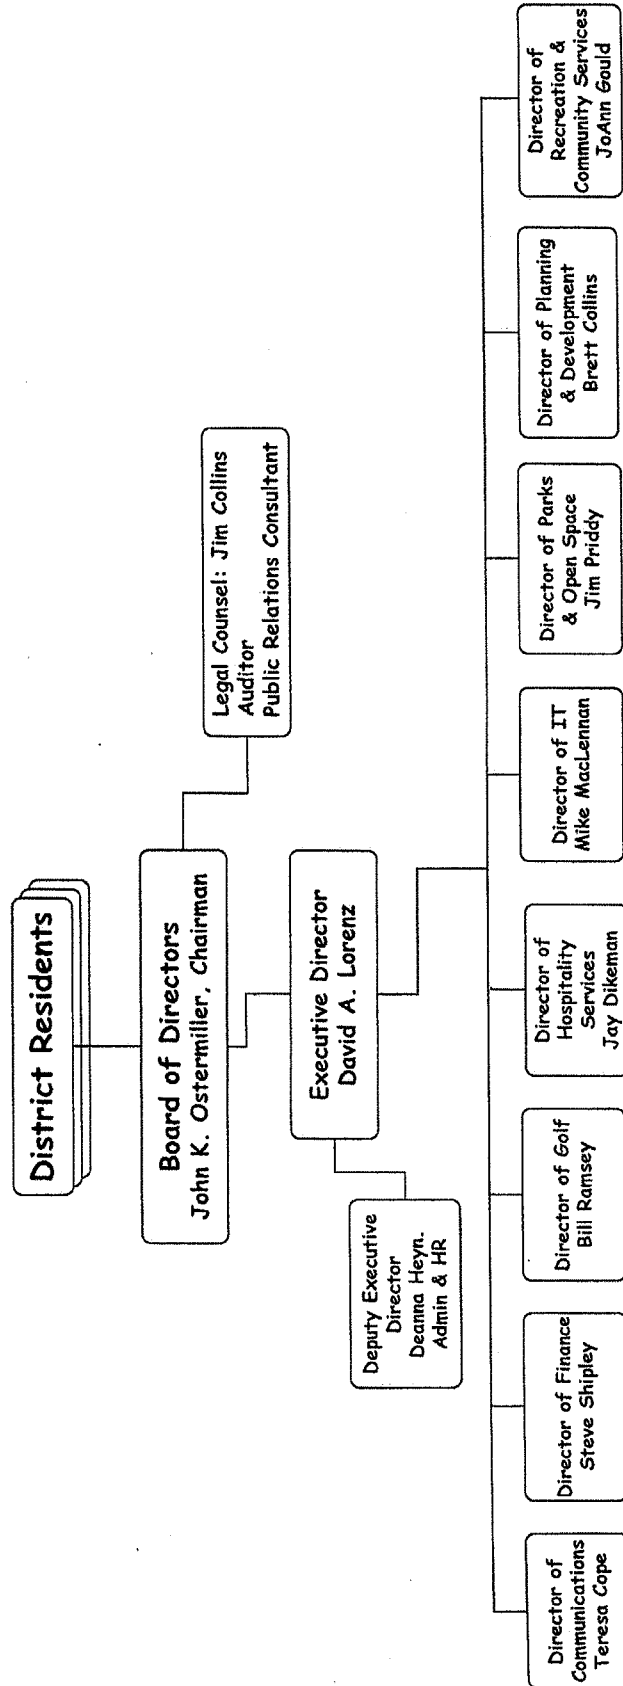 District Residents
Board of Directors
John K. Ostermiller, Chairman
Legal Counsel: Jim Collins
Auditor
Public Relations Consultant
Executive Director
David A. Lorenz
Deputy Executive
Director
Deanna Heyn.
Admin & HR
Director of
Communications
Teresa Cope
Director of Finance
Steve Shipley
Director of Golf
Bill Ramsey
Director of
Hospitality
Services
Jay Dikeman
Director of IT
Mike MacLennan
Director of Parks
& Open Space
Jim Priddy
Director of Planning
& Development
Brett Collins
Director of
Recreation &
Community Services
JoAnn Gould